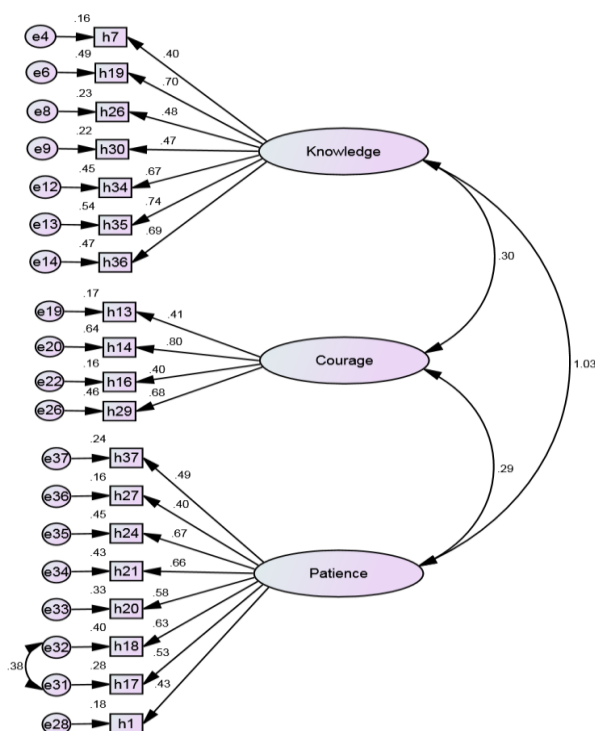 .16
e4 h7 .40
.49
e6 h19 .70
.23
e8 h26 .48
.22
e9 h30 .47
Knowledge
.45
e12 h34 .67
.54
e13 h35 .74
.47
e14 h36 .69
.30
.17
e19 h13 .41
.64
e20 h14 .80
Courage
1.03
.16
e22 h16 .40
.46
e26 h29 .68
.24
e37 h37 .49
.29
.16
e36 h27 .40
.45
e35 h24 .67
.43
e34 h21 .66
Patience
.33
e33 h20 .58
.40
e32 h18 .63
.38
.28
e31 h17 .53
.18
e28 h1 .43